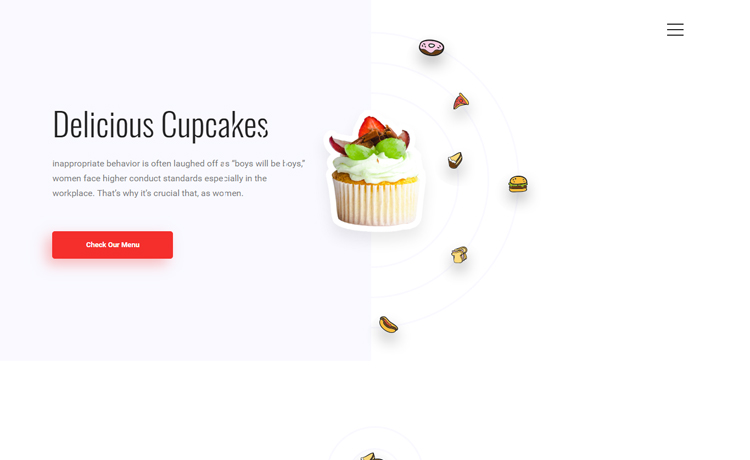 Delicious Cupcakes
inappropriate behavior is often laughed off as "boys will be boys,"
women face higher conduct standards especially in the
workplace. That's why it's crucial that, as women.
Check Our Menu